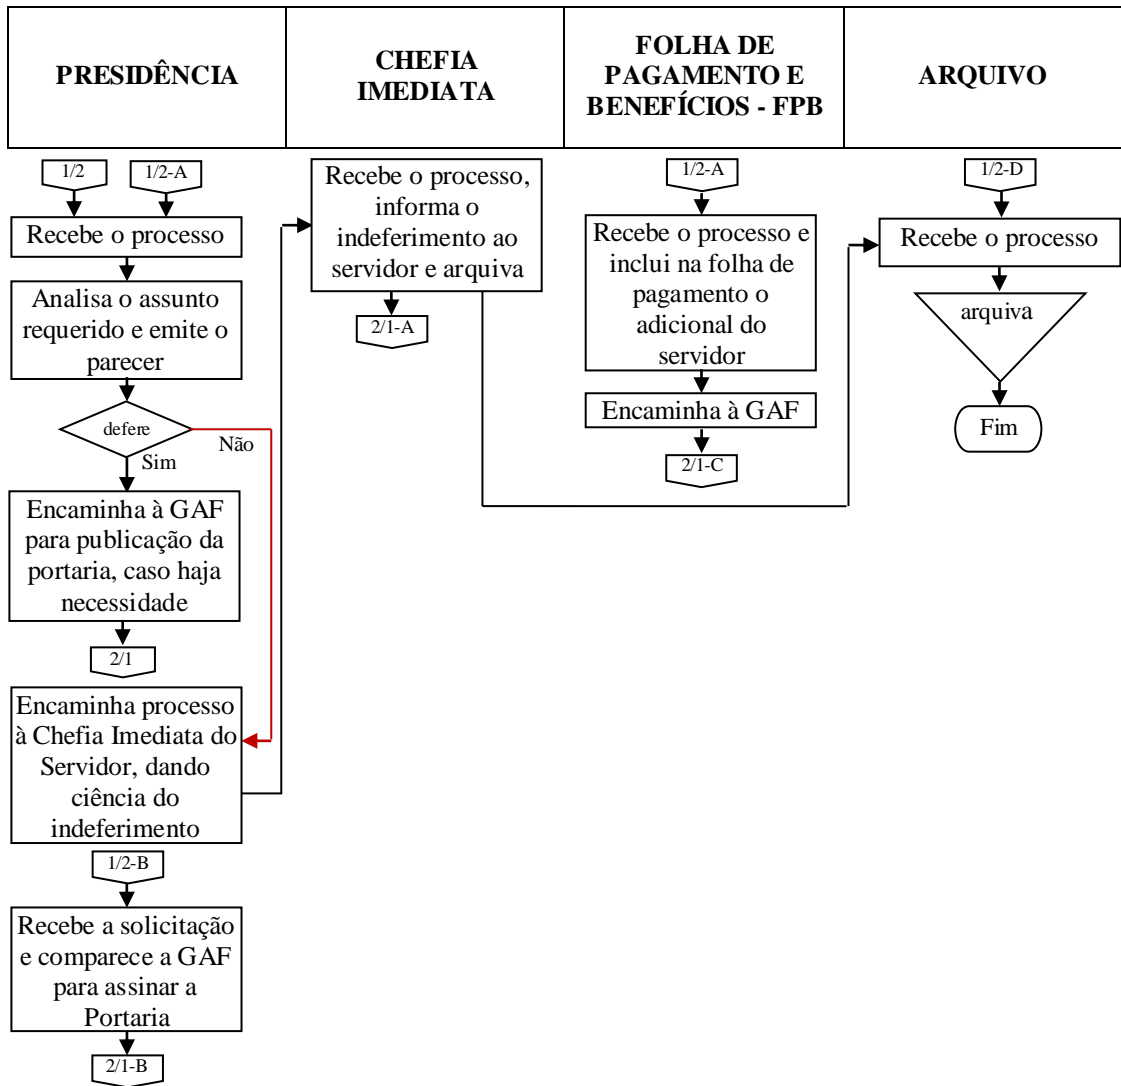 PRESIDÊNCIA
CHEFIA
IMEDIATA
FOLHA DE
PAGAMENTO E
BENEFÍCIOS - FPB
ARQUIVO
1/2
1/2-A
Recebe o processo
Analisa o assunto
requerido e emite o
parecer
defere
Não
Sim
Encaminha à GAF
para publicação da
portaria, caso haja
necessidade
2/1
Encaminha processo
à Chefia Imediata do
Servidor, dando
ciência do
indeferimento
1/2-B
Recebe a solicitação
e comparece a GAF
para assinar a
Portaria
2/1-B
Recebe o processo,
informa o
indeferimento ao
servidor e arquiva
2/1-A
1/2-A
Recebe o processo e
inclui na folha de
pagamento o
adicional do
servidor
Encaminha à GAF
2/1-C
1/2-D
Recebe o processo
arquiva
Fim